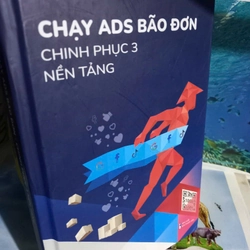 CHẠY ADS BÃO ĐƠN
CHINH PHỤC 3
NỀN TẢNG